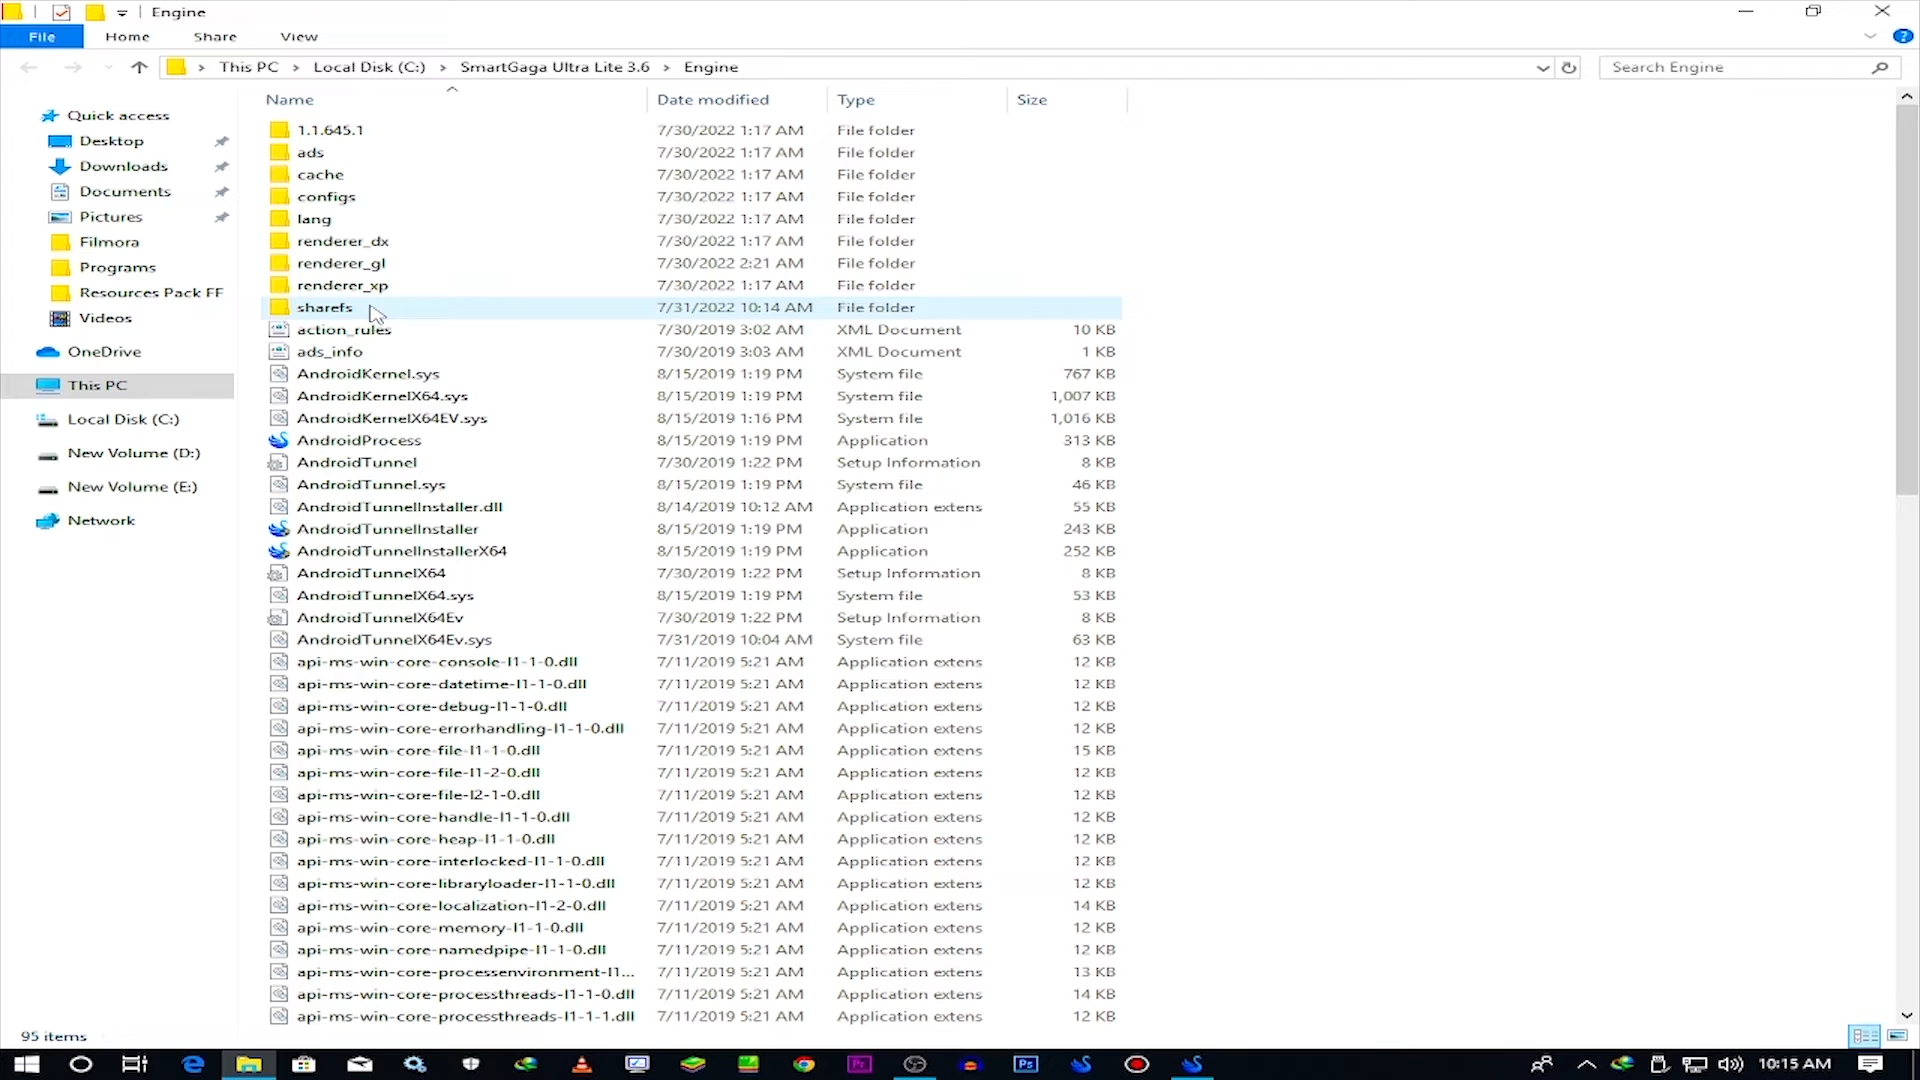 Engine
File Home Share View
This PC > Local Disk (C:) > SmartGaga Ultra Lite 3.6 > Engine
Search Engine
Name Date modified Type Size
Quick access
Desktop
Downloads
Documents
Pictures
Filmora
Programs
Resources Pack FF
Videos
OneDrive
This PC
Local Disk (C:)
New Volume (D:)
New Volume (E:)
Network
1.1.645.1 7/30/2022 1:17 AM File folder
ads 7/30/2022 1:17 AM File folder
cache 7/30/2022 1:17 AM File folder
configs 7/30/2022 1:17 AM File folder
lang 7/30/2022 1:17 AM File folder
renderer_dx 7/30/2022 1:17 AM File folder
renderer_gl 7/30/2022 2:21 AM File folder
renderer_xp 7/30/2022 1:17 AM File folder
sharefs 7/31/2022 10:14 AM File folder
action_rules 7/30/2019 3:02 AM XML Document 10 KB
ads_info 7/30/2019 3:03 AM XML Document 1 KB
AndroidKernel.sys 8/15/2019 1:19 PM System file 767 KB
AndroidKernelX64.sys 8/15/2019 1:19 PM System file 1,007 KB
AndroidKernelX64EV.sys 8/15/2019 1:16 PM System file 1,016 KB
AndroidProcess 8/15/2019 1:19 PM Application 313 KB
AndroidTunnel 7/30/2019 1:22 PM Setup Information 8 KB
AndroidTunnel.sys 8/15/2019 1:19 PM System file 46 KB
AndroidTunnelInstaller.dll 8/14/2019 10:12 AM Application extens 55 KB
AndroidTunnelInstaller 8/15/2019 1:19 PM Application 243 KB
AndroidTunnelInstallerX64 8/15/2019 1:19 PM Application 252 KB
AndroidTunnelX64 7/30/2019 1:22 PM Setup Information 8 KB
AndroidTunnelX64.sys 8/15/2019 1:19 PM System file 53 KB
AndroidTunnelX64Ev 7/30/2019 1:22 PM Setup Information 8 KB
AndroidTunnelX64Ev.sys 7/31/2019 10:04 AM System file 63 KB
api-ms-win-core-console-l1-1-0.dll 7/11/2019 5:21 AM Application extens 12 KB
api-ms-win-core-datetime-l1-1-0.dll 7/11/2019 5:21 AM Application extens 12 KB
api-ms-win-core-debug-l1-1-0.dll 7/11/2019 5:21 AM Application extens 12 KB
api-ms-win-core-errorhandling-l1-1-0.dll 7/11/2019 5:21 AM Application extens 12 KB
api-ms-win-core-file-l1-1-0.dll 7/11/2019 5:21 AM Application extens 15 KB
api-ms-win-core-file-l1-2-0.dll 7/11/2019 5:21 AM Application extens 12 KB
api-ms-win-core-file-l2-1-0.dll 7/11/2019 5:21 AM Application extens 12 KB
api-ms-win-core-handle-l1-1-0.dll 7/11/2019 5:21 AM Application extens 12 KB
api-ms-win-core-heap-l1-1-0.dll 7/11/2019 5:21 AM Application extens 12 KB
api-ms-win-core-interlocked-l1-1-0.dll 7/11/2019 5:21 AM Application extens 12 KB
api-ms-win-core-libraryloader-l1-1-0.dll 7/11/2019 5:21 AM Application extens 12 KB
api-ms-win-core-localization-l1-2-0.dll 7/11/2019 5:21 AM Application extens 14 KB
api-ms-win-core-memory-l1-1-0.dll 7/11/2019 5:21 AM Application extens 12 KB
api-ms-win-core-namedpipe-l1-1-0.dll 7/11/2019 5:21 AM Application extens 12 KB
api-ms-win-core-processenvironment-l1... 7/11/2019 5:21 AM Application extens 13 KB
api-ms-win-core-processthreads-l1-1-0.dll 7/11/2019 5:21 AM Application extens 14 KB
api-ms-win-core-processthreads-l1-1-1.dll 7/11/2019 5:21 AM Application extens 12 KB
95 items
Pr
Ps
10:15 AM